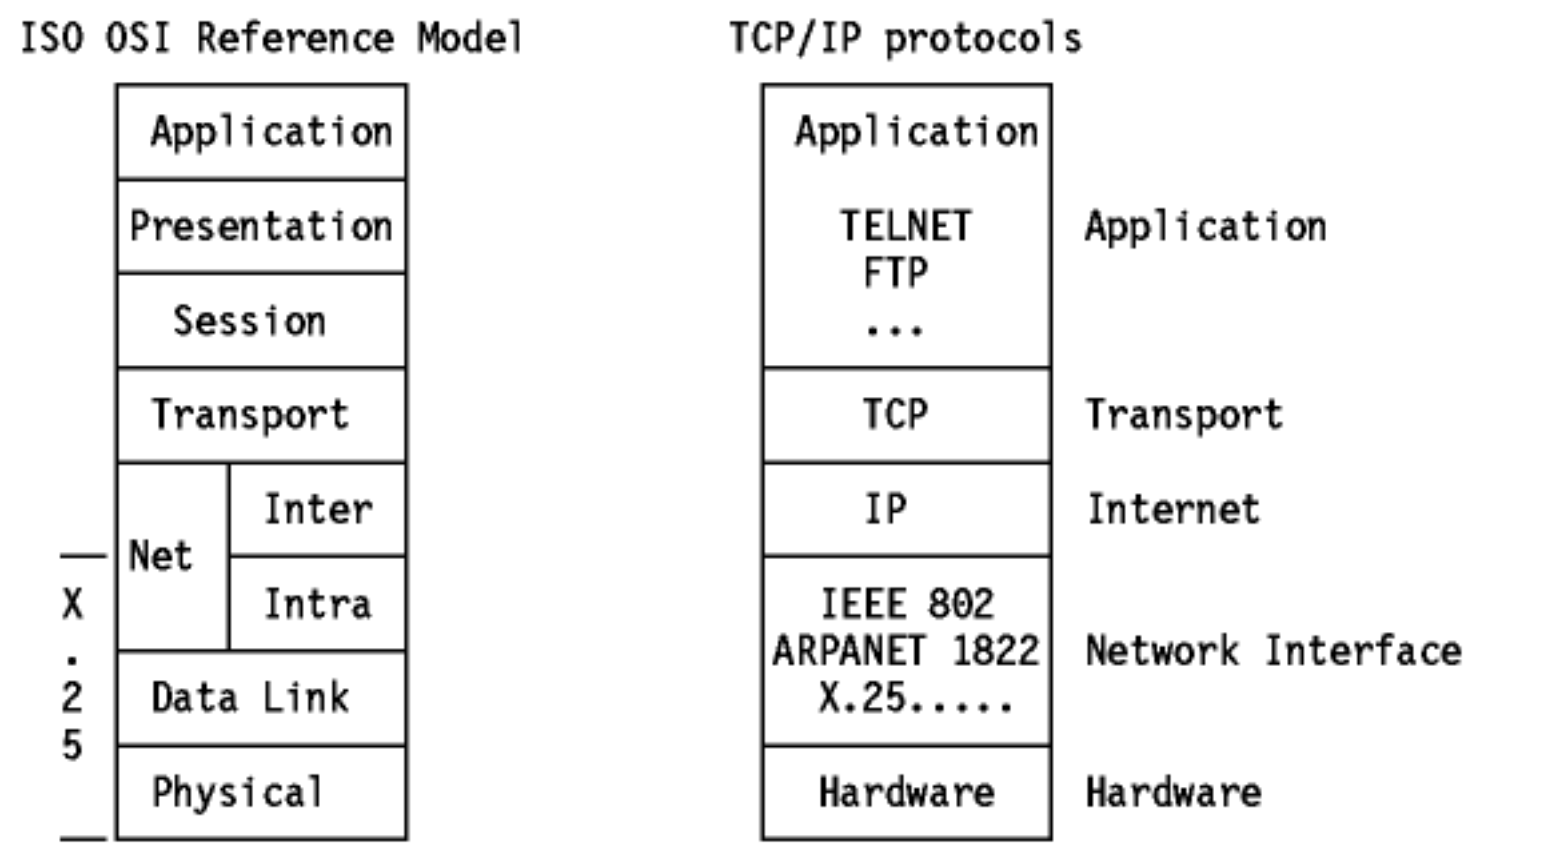 ISO OSI Reference Model
Application
Presentation
Session
Transport
Net
Inter
Intra
Data Link
Physical
X
.
2
5
TCP/IP protocols
Application
TELNET
FTP
...
TCP
IP
IEEE 802
ARPANET 1822
X.25.....
Hardware
Application
Transport
Internet
Network Interface
Hardware